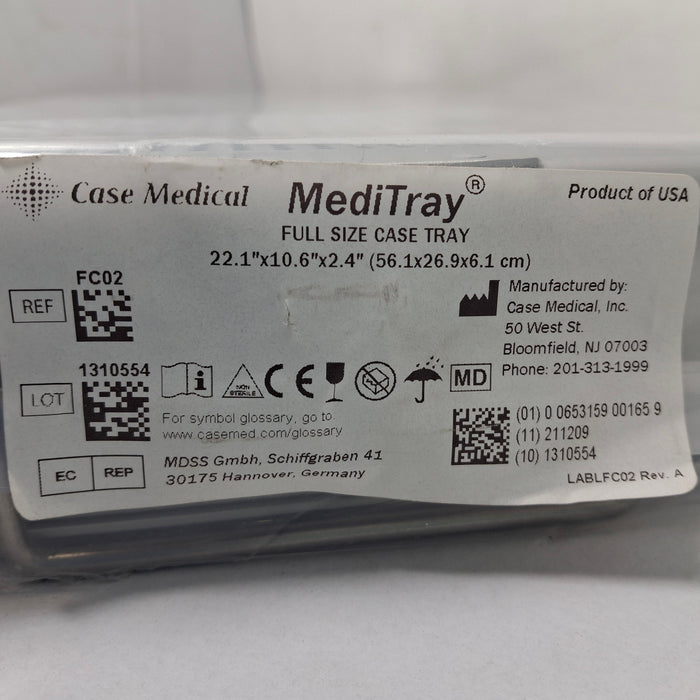 Case Medical
MediTray®
Product of USA
FULL SIZE CASE TRAY
22.1"x10.6"x2.4" (56.1x26.9x6.1 cm)
REF
FC02
Manufactured by:
Case Medical, Inc.
50 West St.
Bloomfield, NJ 07003
Phone: 201-313-1999
LOT
1310554
i
NON
STERILE
CE
MD
For symbol glossary, go to
www.casemed.com/glossary
(01) 0 0653159 00165 9
(11) 211209
(10) 1310554
EC REP
MDSS Gmbh, Schiffgraben 41
30175 Hannover, Germany
LABLFC02 Rev. A